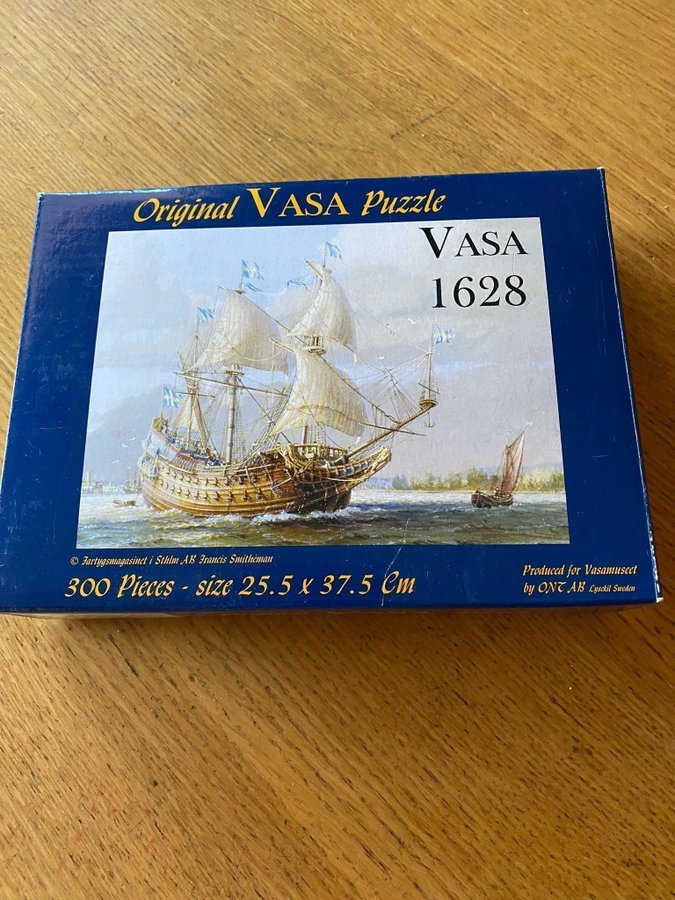 Original VASA Puzzle
VASA
1628
© Fartygsmagasinet i Sthlm AB Francis Smitheman
300 Pieces - size 25.5 x 37.5 Cm
Produced for Vasamuseet
by ONT AB Lysekil Sweden